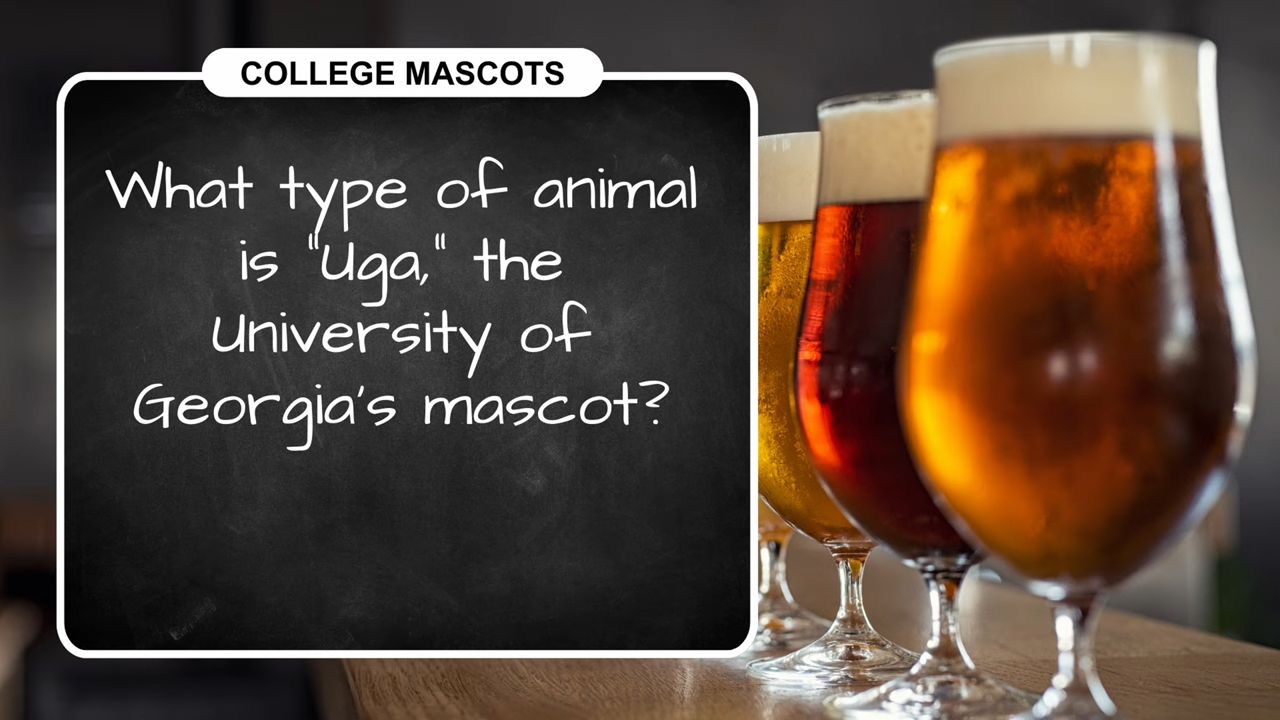 COLLEGE MASCOTS
What type of animal
is "Uga," the
University of
Georgia's mascot?